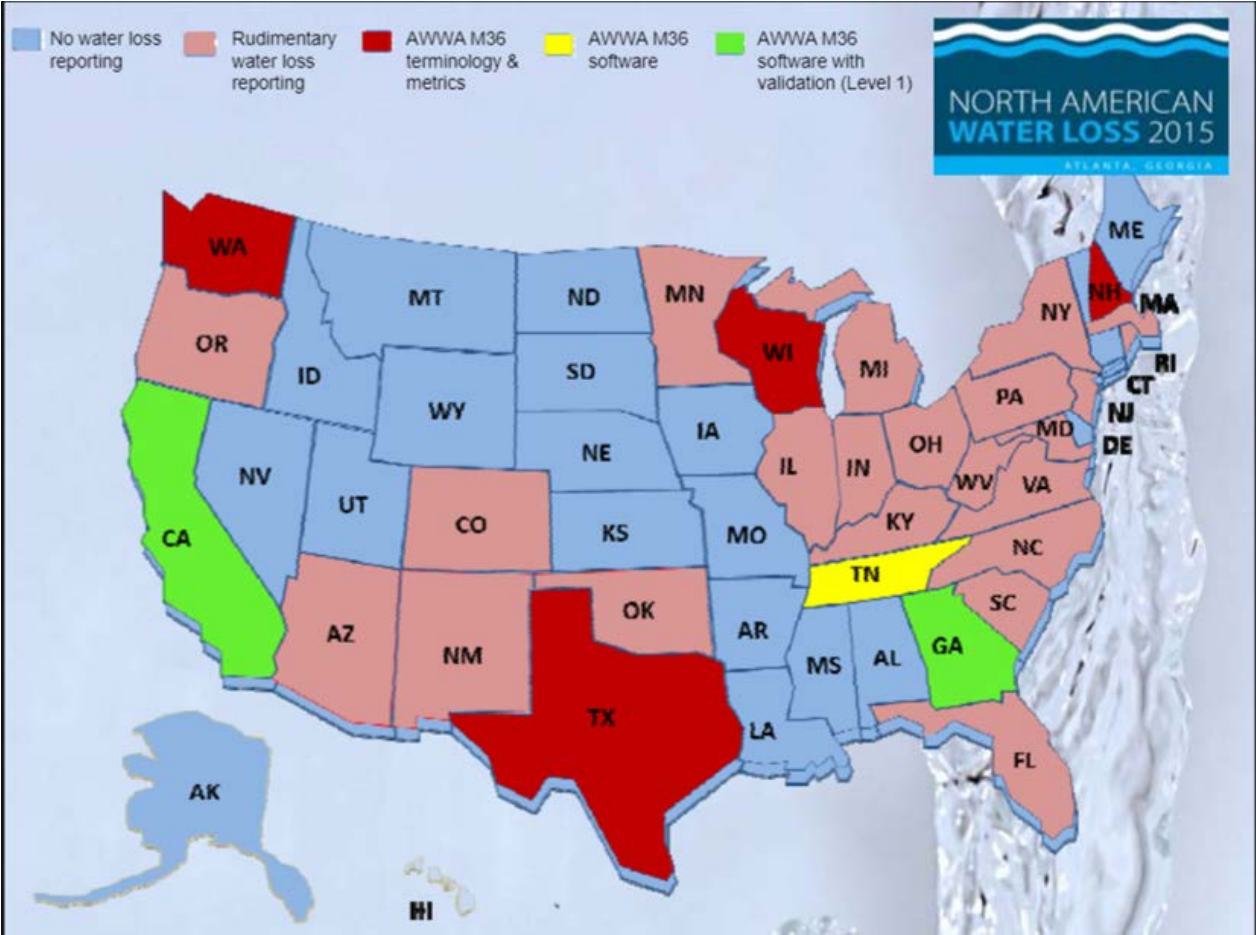 No water loss
reporting
Rudimentary
water loss
reporting
AWWA M36
terminology &
metrics
AWWA M36
software
AWWA M36
software with
validation (Level 1)
NORTH AMERICAN
WATER LOSS 2015
ATLANTA, GEORGIA
WA
MT
ND
MN
ME
NH
MA
NY
OR
ID
SD
WI
MI
RI
WY
PA
CT
IA
NJ
MD
DE
NV
NE
IL
IN
OH
WV
VA
UT
CO
KS
MO
KY
CA
NC
TN
OK
SC
AZ
NM
AR
GA
MS
AL
TX
LA
FL
AK
HI